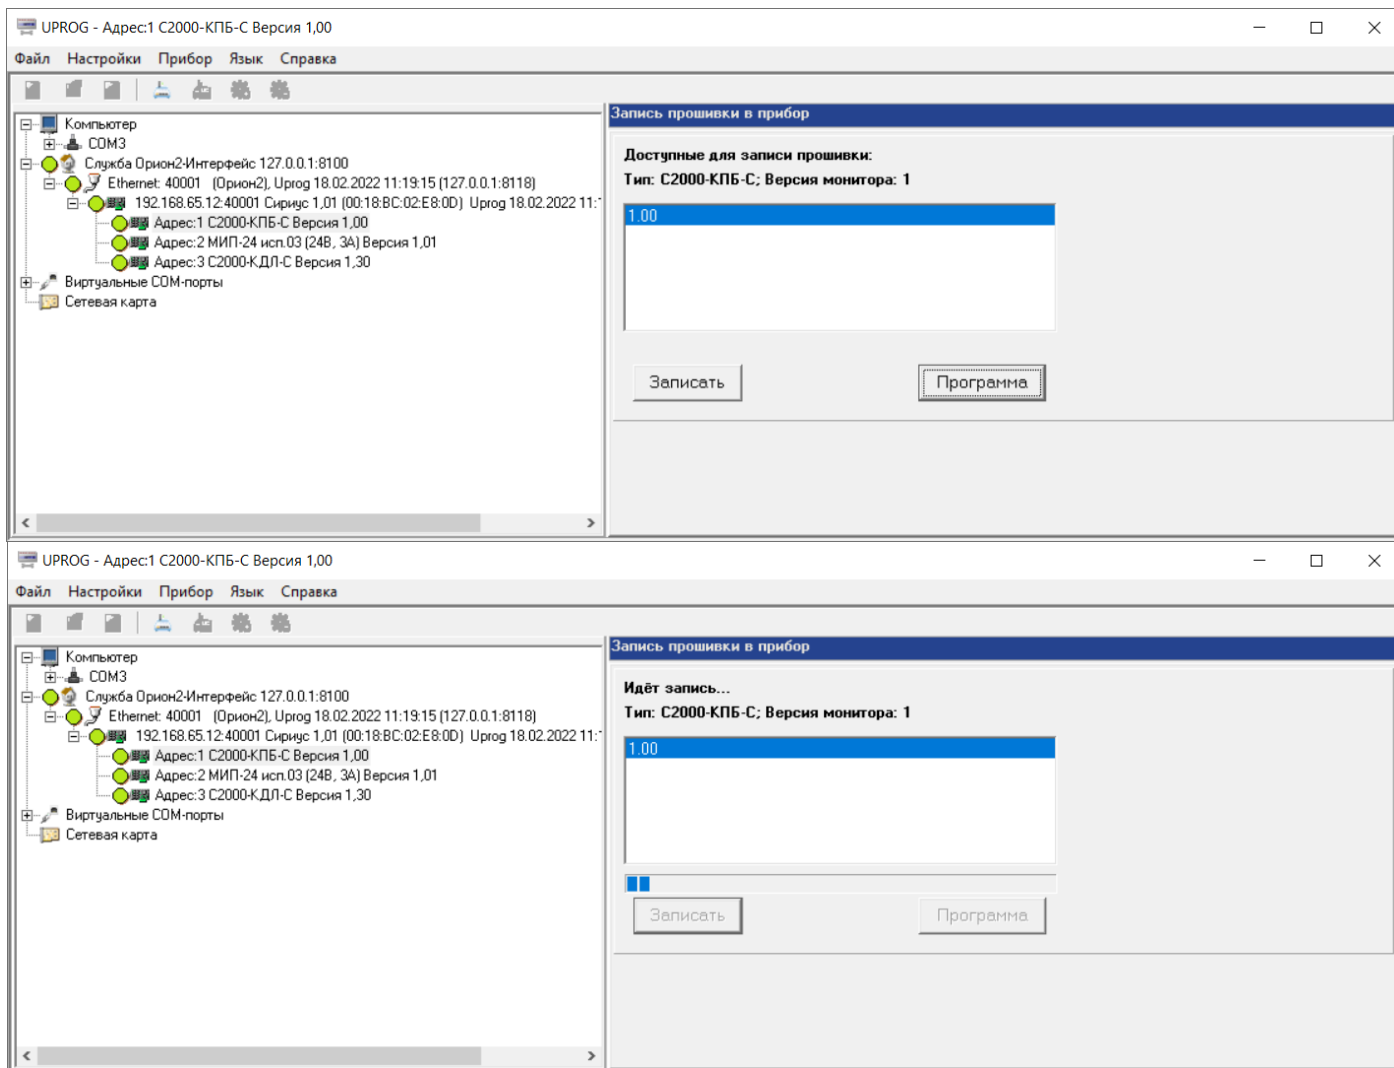 UPROG - Адрес:1 С2000-КПБ-С Версия 1,00
Файл Настройки Прибор Язык Справка
Компьютер
COM3
Служба Орион2-Интерфейс 127.0.0.1:8100
Ethernet: 40001 (Орион2), Uprog 18.02.2022 11:19:15 (127.0.0.1:8118)
192.168.65.12:40001 Сириус 1,01 (00:18:BC:02:E8:0D) Uprog 18.02.2022 11:
Адрес:1 С2000-КПБ-С Версия 1,00
Адрес:2 МИП-24 исп.03 (24В, 3А) Версия 1,01
Адрес:3 С2000-КДЛ-С Версия 1,30
Виртуальные COM-порты
Сетевая карта
Запись прошивки в прибор
Доступные для записи прошивки:
Тип: С2000-КПБ-С; Версия монитора: 1
1.00
Записать Программа
UPROG - Адрес:1 С2000-КПБ-С Версия 1,00
Файл Настройки Прибор Язык Справка
Компьютер
COM3
Служба Орион2-Интерфейс 127.0.0.1:8100
Ethernet: 40001 (Орион2), Uprog 18.02.2022 11:19:15 (127.0.0.1:8118)
192.168.65.12:40001 Сириус 1,01 (00:18:BC:02:E8:0D) Uprog 18.02.2022 11:
Адрес:1 С2000-КПБ-С Версия 1,00
Адрес:2 МИП-24 исп.03 (24В, 3А) Версия 1,01
Адрес:3 С2000-КДЛ-С Версия 1,30
Виртуальные COM-порты
Сетевая карта
Запись прошивки в прибор
Идёт запись...
Тип: С2000-КПБ-С; Версия монитора: 1
1.00
Записать Программа